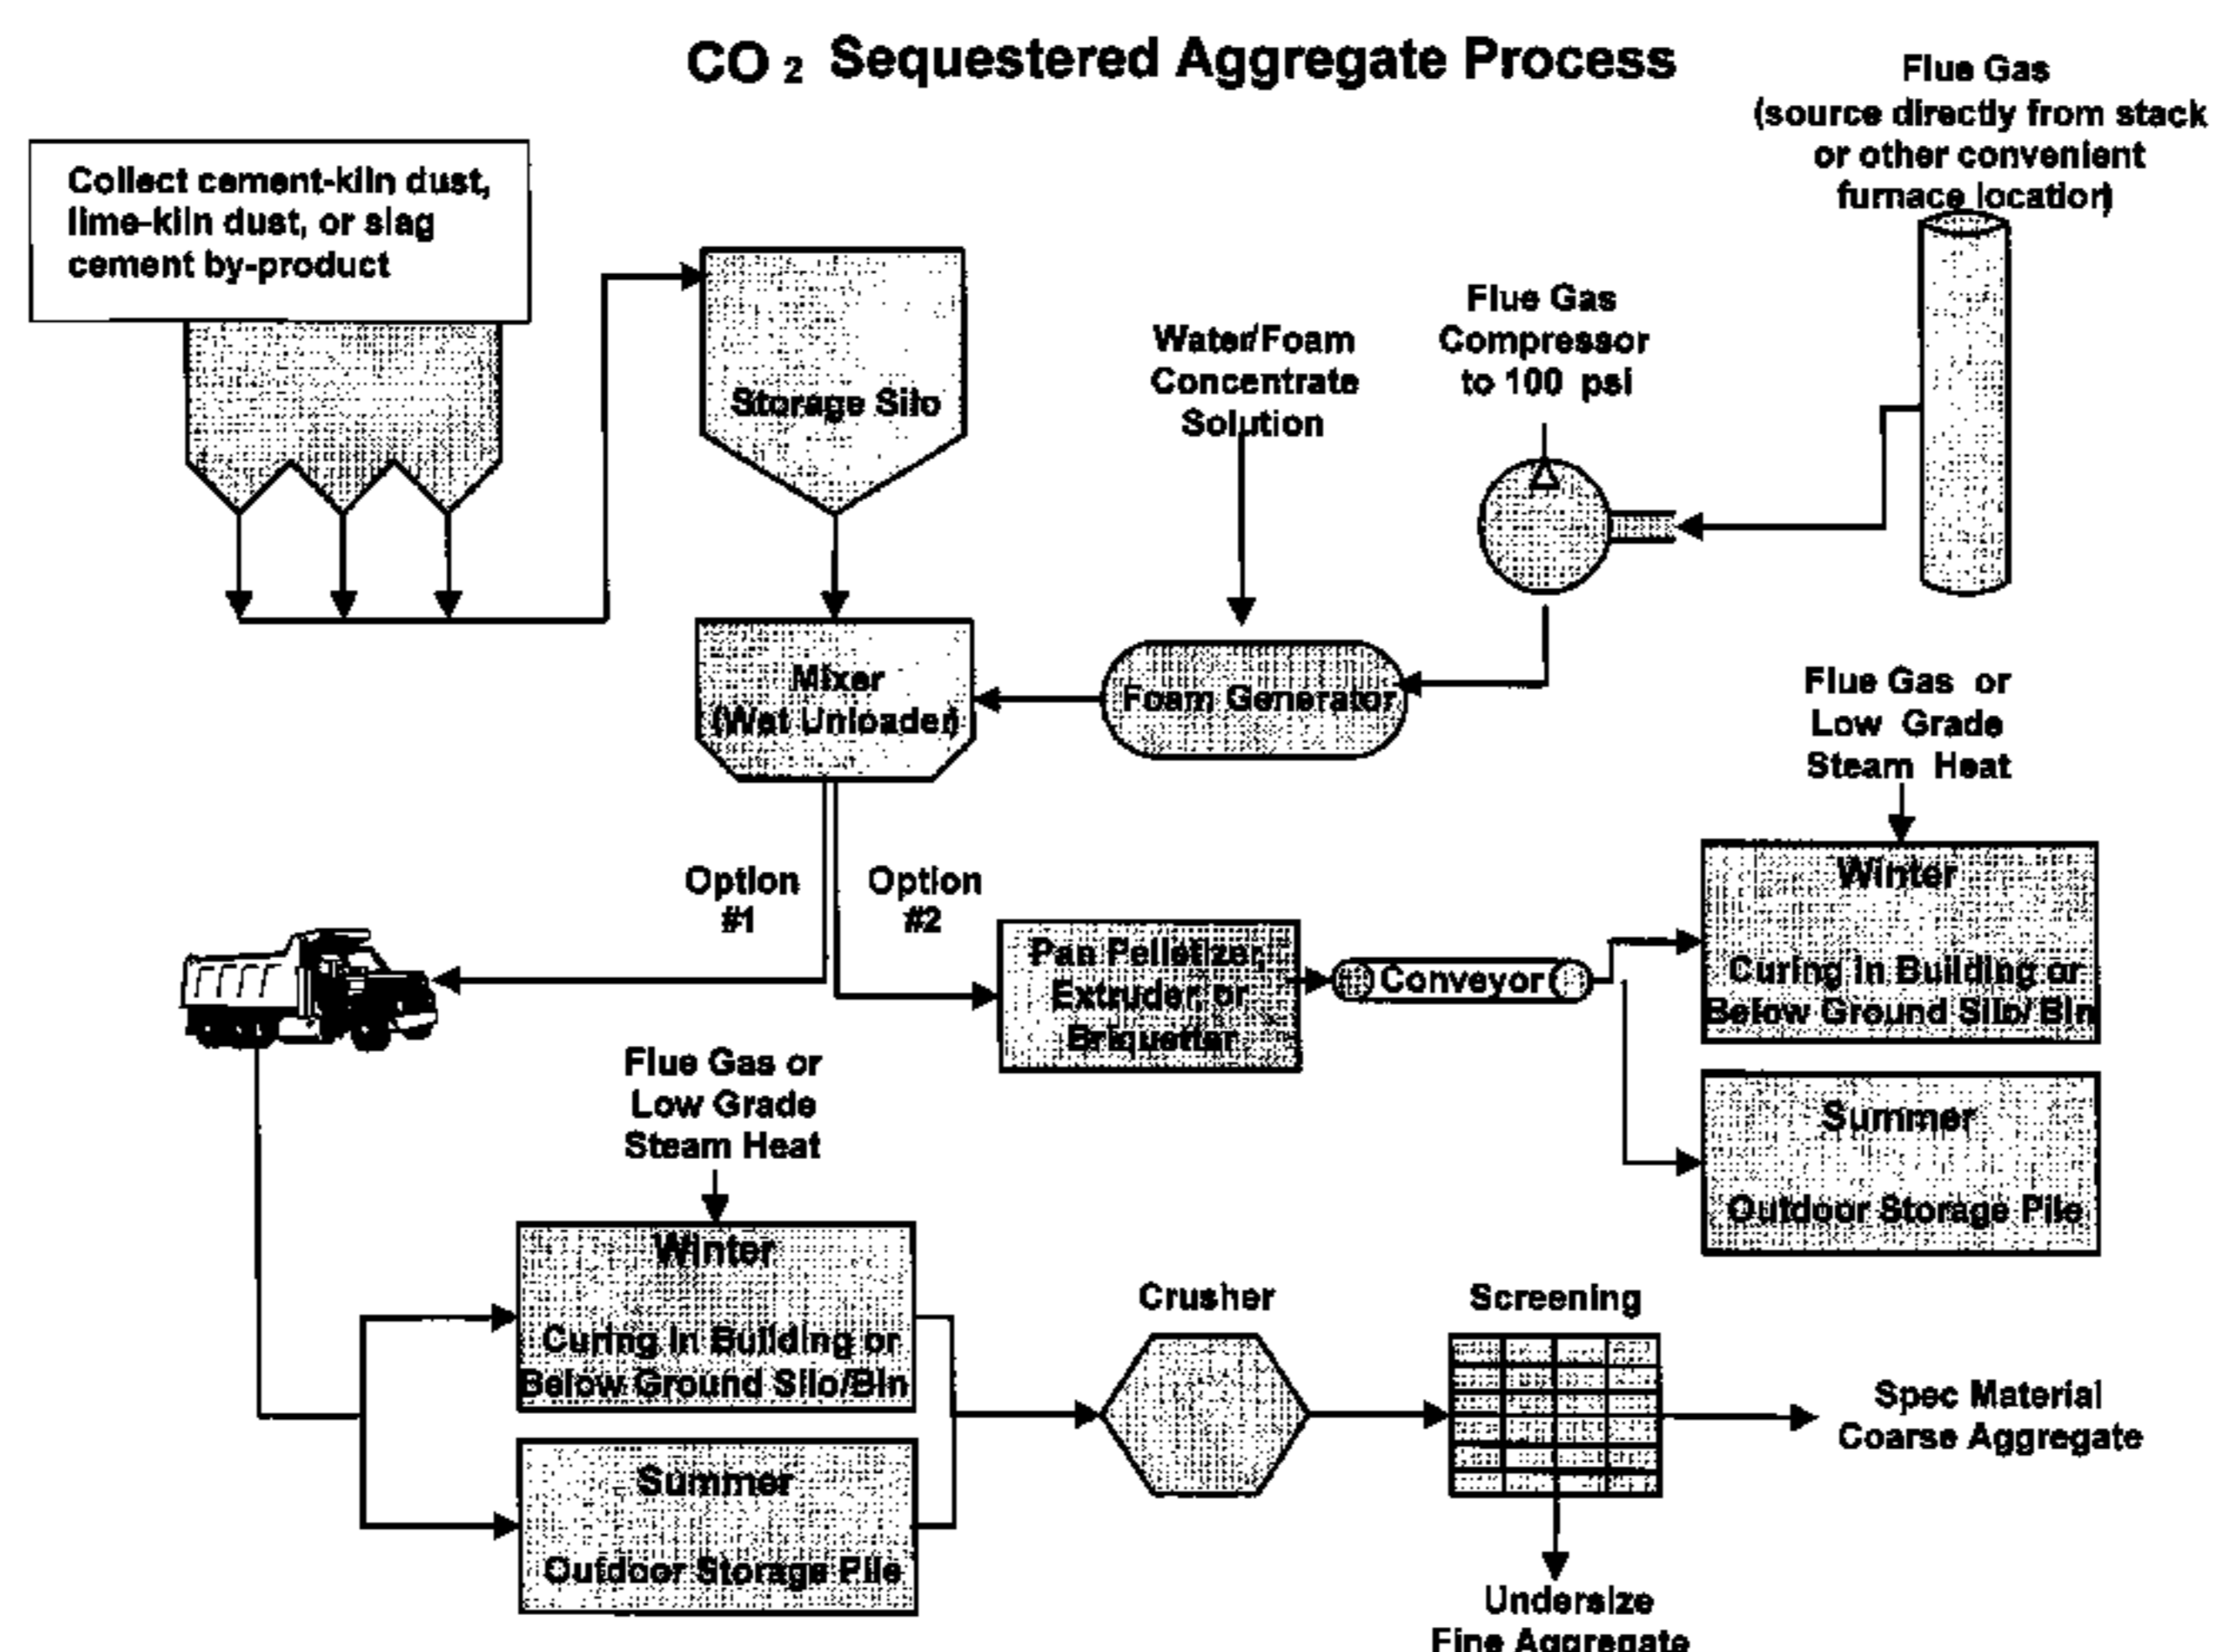 CO 2 Sequestered Aggregate Process
Flue Gas
(source directly from stack
or other convenient
furnace location)
Collect cement-kiln dust,
lime-kiln dust, or slag
cement by-product
Storage Silo
Water/Foam
Concentrate
Solution
Flue Gas
Compressor
to 100 psi
Mixer
(Wet Unloader)
Foam Generator
Flue Gas or
Low Grade
Steam Heat
Option
#1
Option
#2
Pan Pelletizer,
Extruder or
Briquetter
Conveyor
Winter
Curing in Building or
Below Ground Silo/ Bin
Summer
Outdoor Storage Pile
Flue Gas or
Low Grade
Steam Heat
Winter
Curing in Building or
Below Ground Silo/Bin
Summer
Outdoor Storage Pile
Crusher
Screening
Spec Material
Coarse Aggregate
Undersize
Fine Aggregate